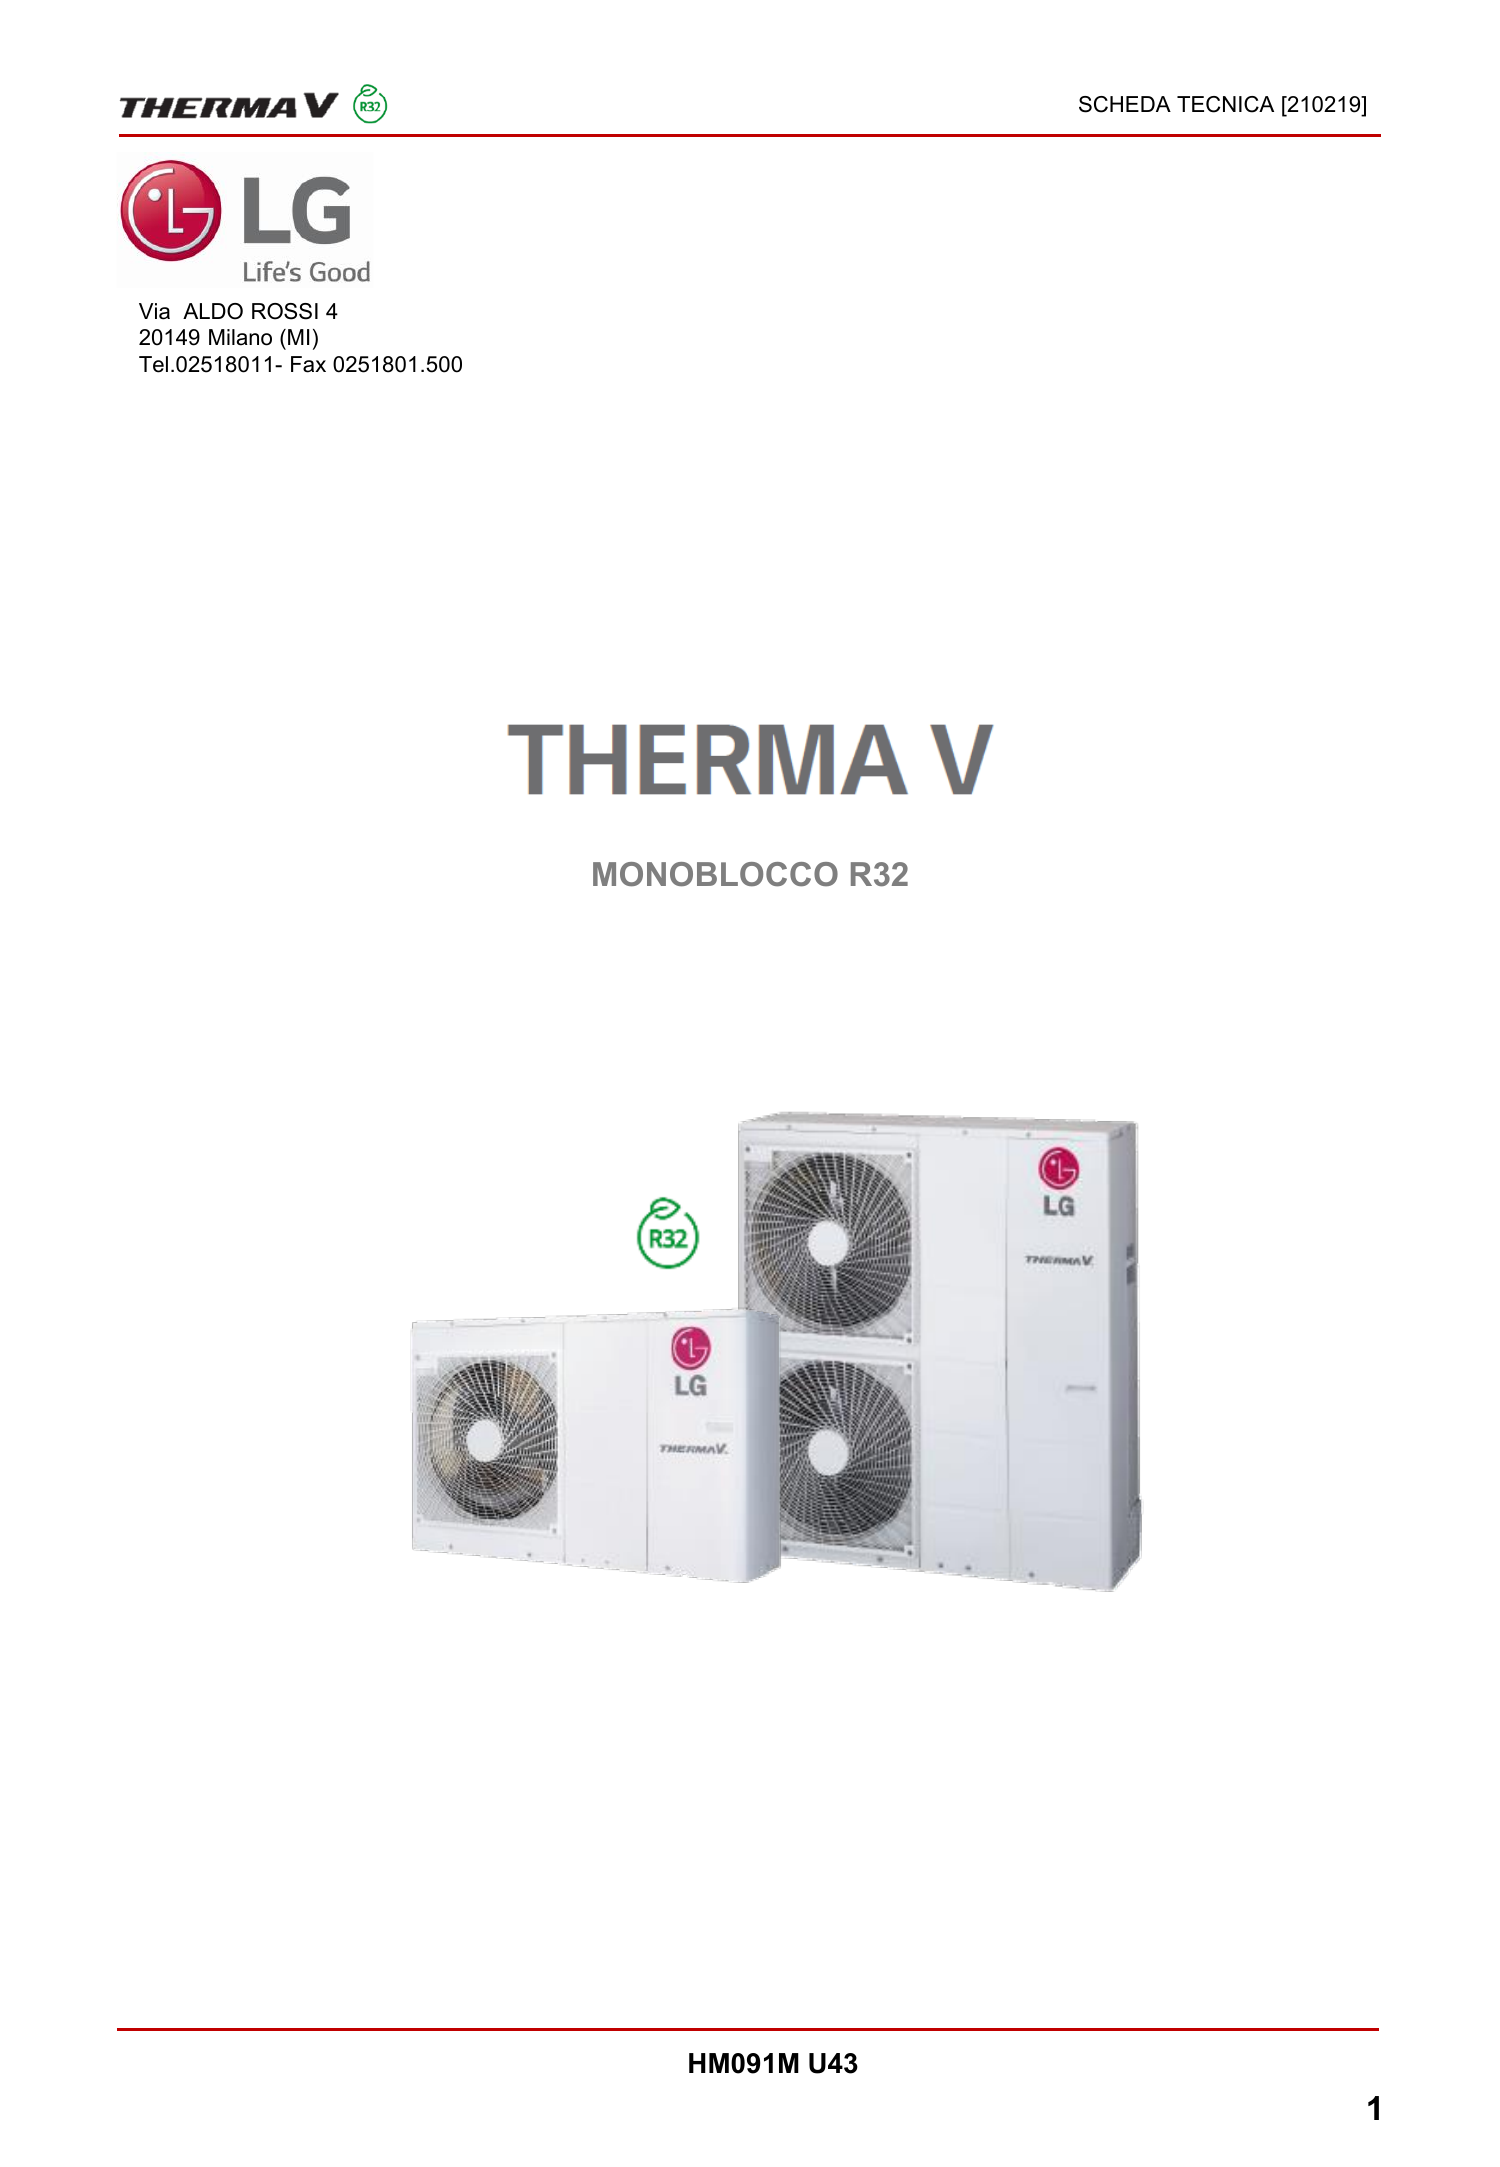 THERMA V R32
SCHEDA TECNICA [210219]
LG
Life's Good
Via ALDO ROSSI 4
20149 Milano (MI)
Tel.02518011- Fax 0251801.500
THERMA V
MONOBLOCCO R32
LG
THERMA V
R32
LG
THERMA V
HM091M U43
1